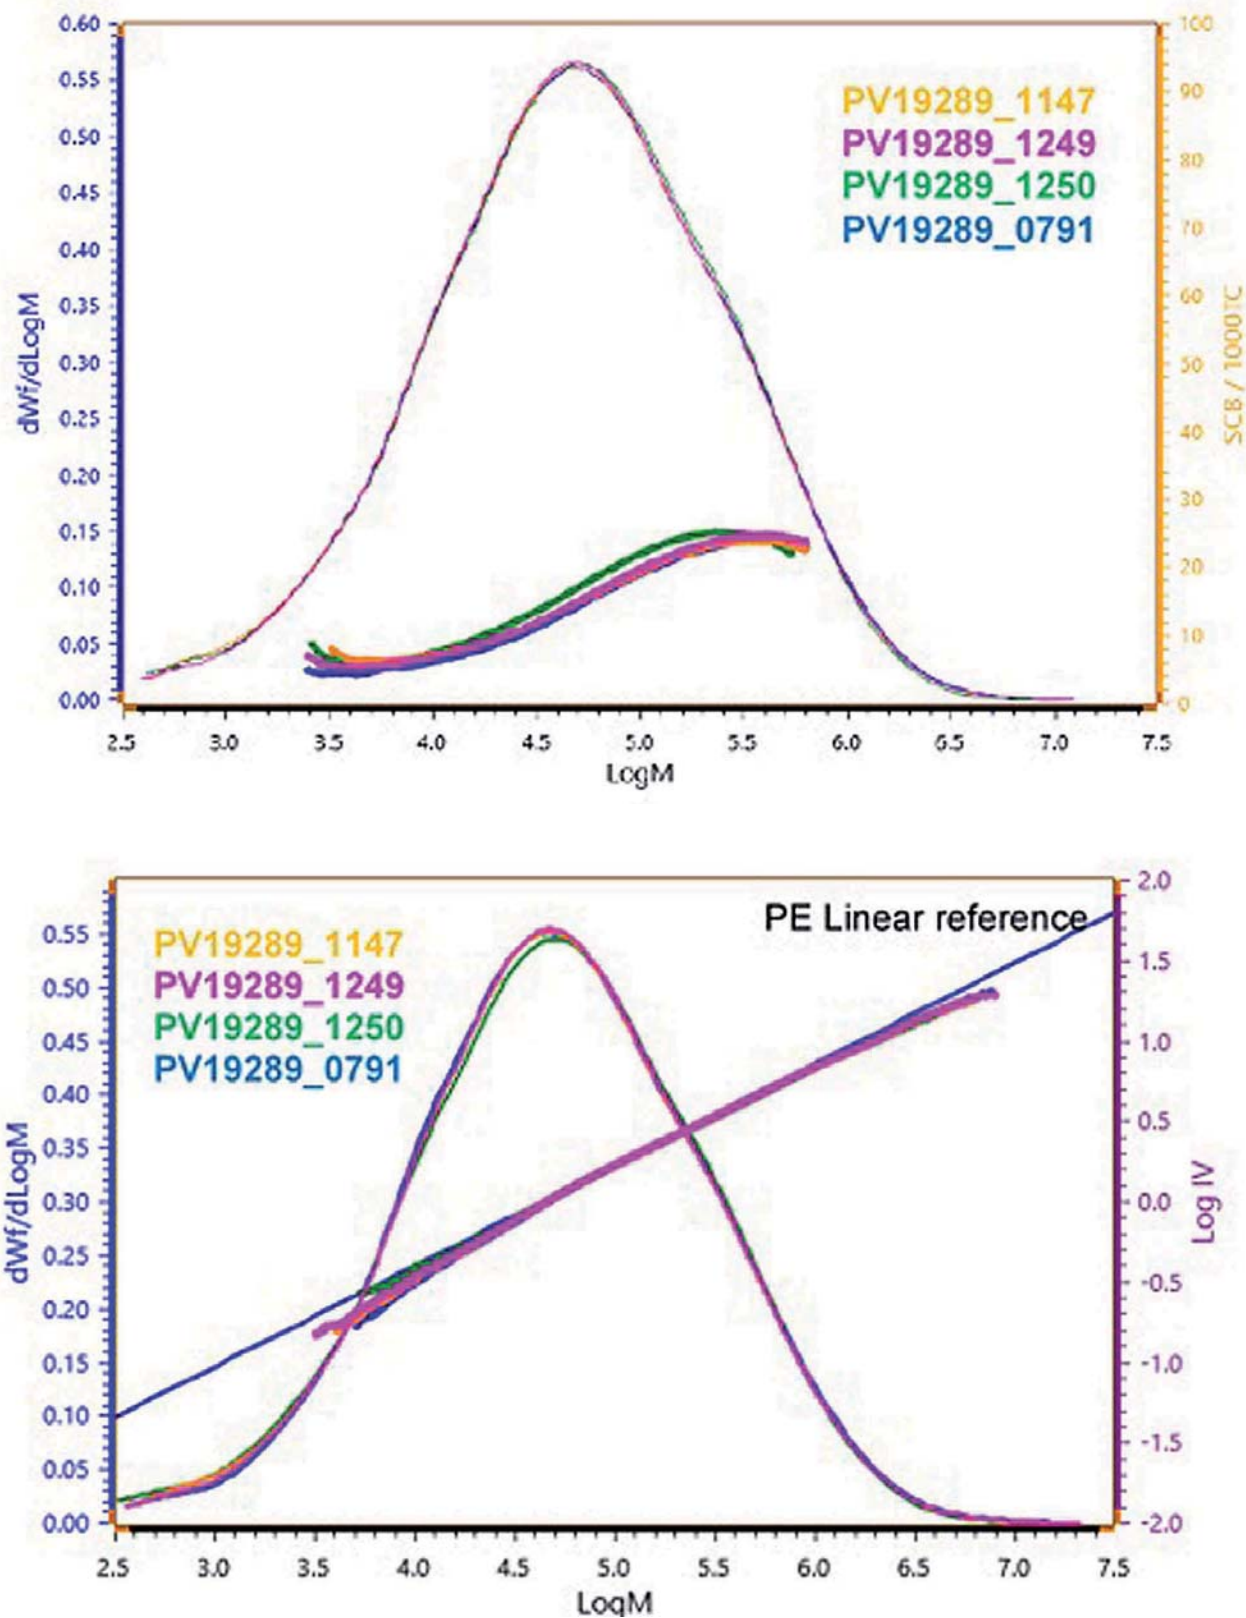 0.60
0.55
0.50
0.45
0.40
0.35
0.30
0.25
0.20
0.15
0.10
0.05
0.00
dWf/dLogM
PV19289_1147
PV19289_1249
PV19289_1250
PV19289_0791
100
90
80
70
60
50
40
30
20
10
0
SCB / 1000TC
2.5 3.0 3.5 4.0 4.5 5.0 5.5 6.0 6.5 7.0 7.5
LogM
0.55
0.50
0.45
0.40
0.35
0.30
0.25
0.20
0.15
0.10
0.05
0.00
dWf/dLogM
PV19289_1147
PV19289_1249
PV19289_1250
PV19289_0791
PE Linear reference
2.0
1.5
1.0
0.5
0.0
-0.5
-1.0
-1.5
-2.0
Log IV
2.5 3.0 3.5 4.0 4.5 5.0 5.5 6.0 6.5 7.0 7.5
LogM